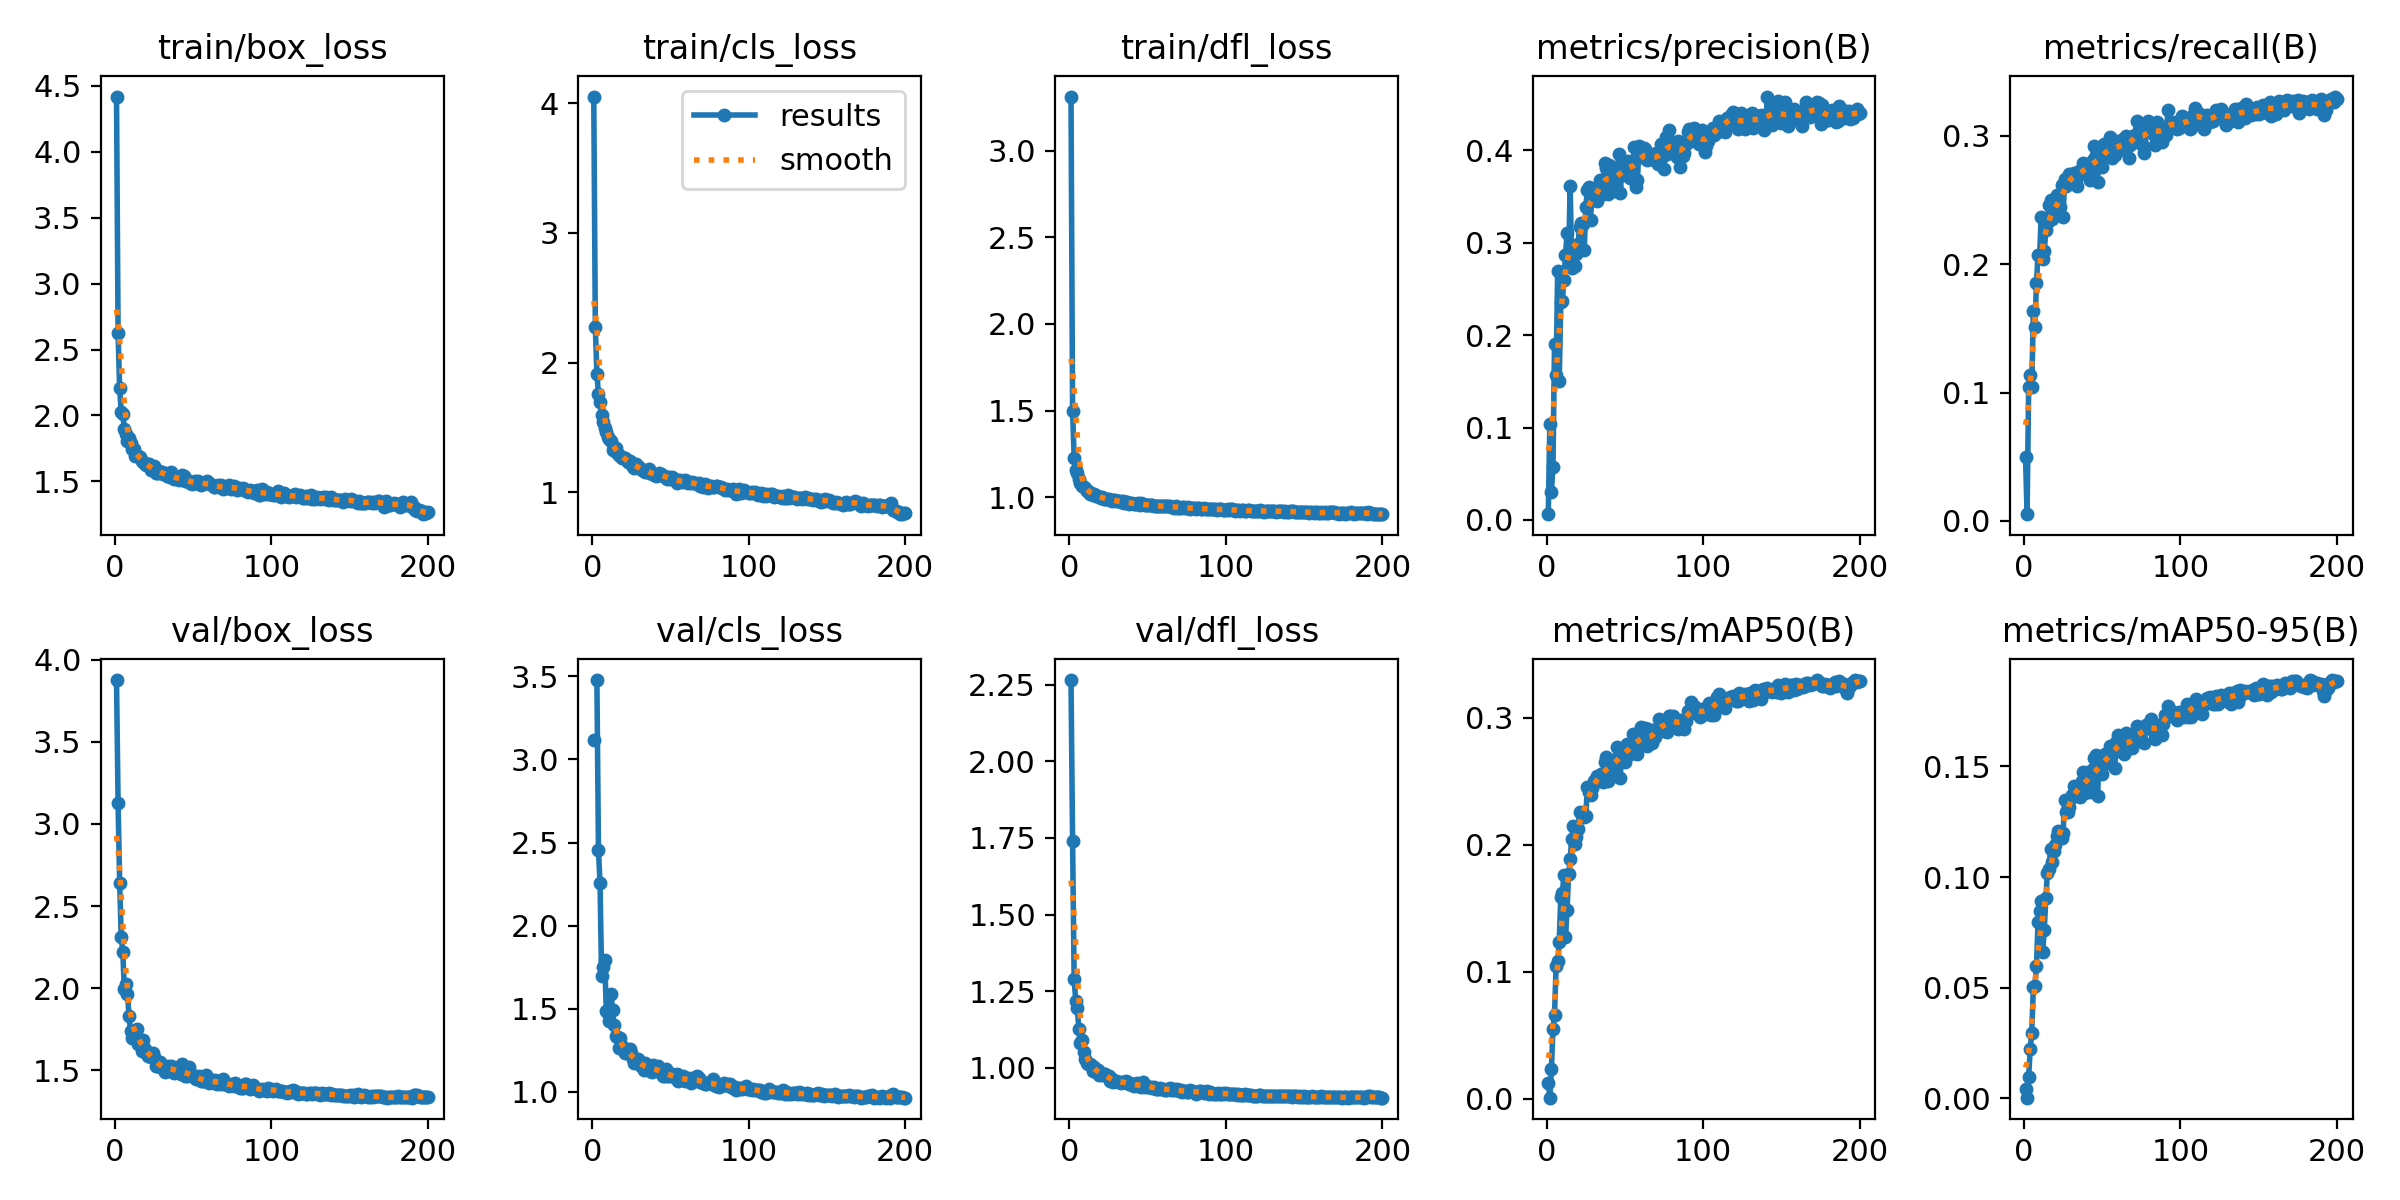 train/box_loss
4.5
4.0
3.5
3.0
2.5
2.0
1.5
0 100 200
train/cls_loss
results
smooth
4
3
2
1
0 100 200
train/dfl_loss
3.0
2.5
2.0
1.5
1.0
0 100 200
metrics/precision(B)
0.4
0.3
0.2
0.1
0.0
0 100 200
metrics/recall(B)
0.3
0.2
0.1
0.0
0 100 200
val/box_loss
4.0
3.5
3.0
2.5
2.0
1.5
0 100 200
val/cls_loss
3.5
3.0
2.5
2.0
1.5
1.0
0 100 200
val/dfl_loss
2.25
2.00
1.75
1.50
1.25
1.00
0 100 200
metrics/mAP50(B)
0.3
0.2
0.1
0.0
0 100 200
metrics/mAP50-95(B)
0.15
0.10
0.05
0.00
0 100 200